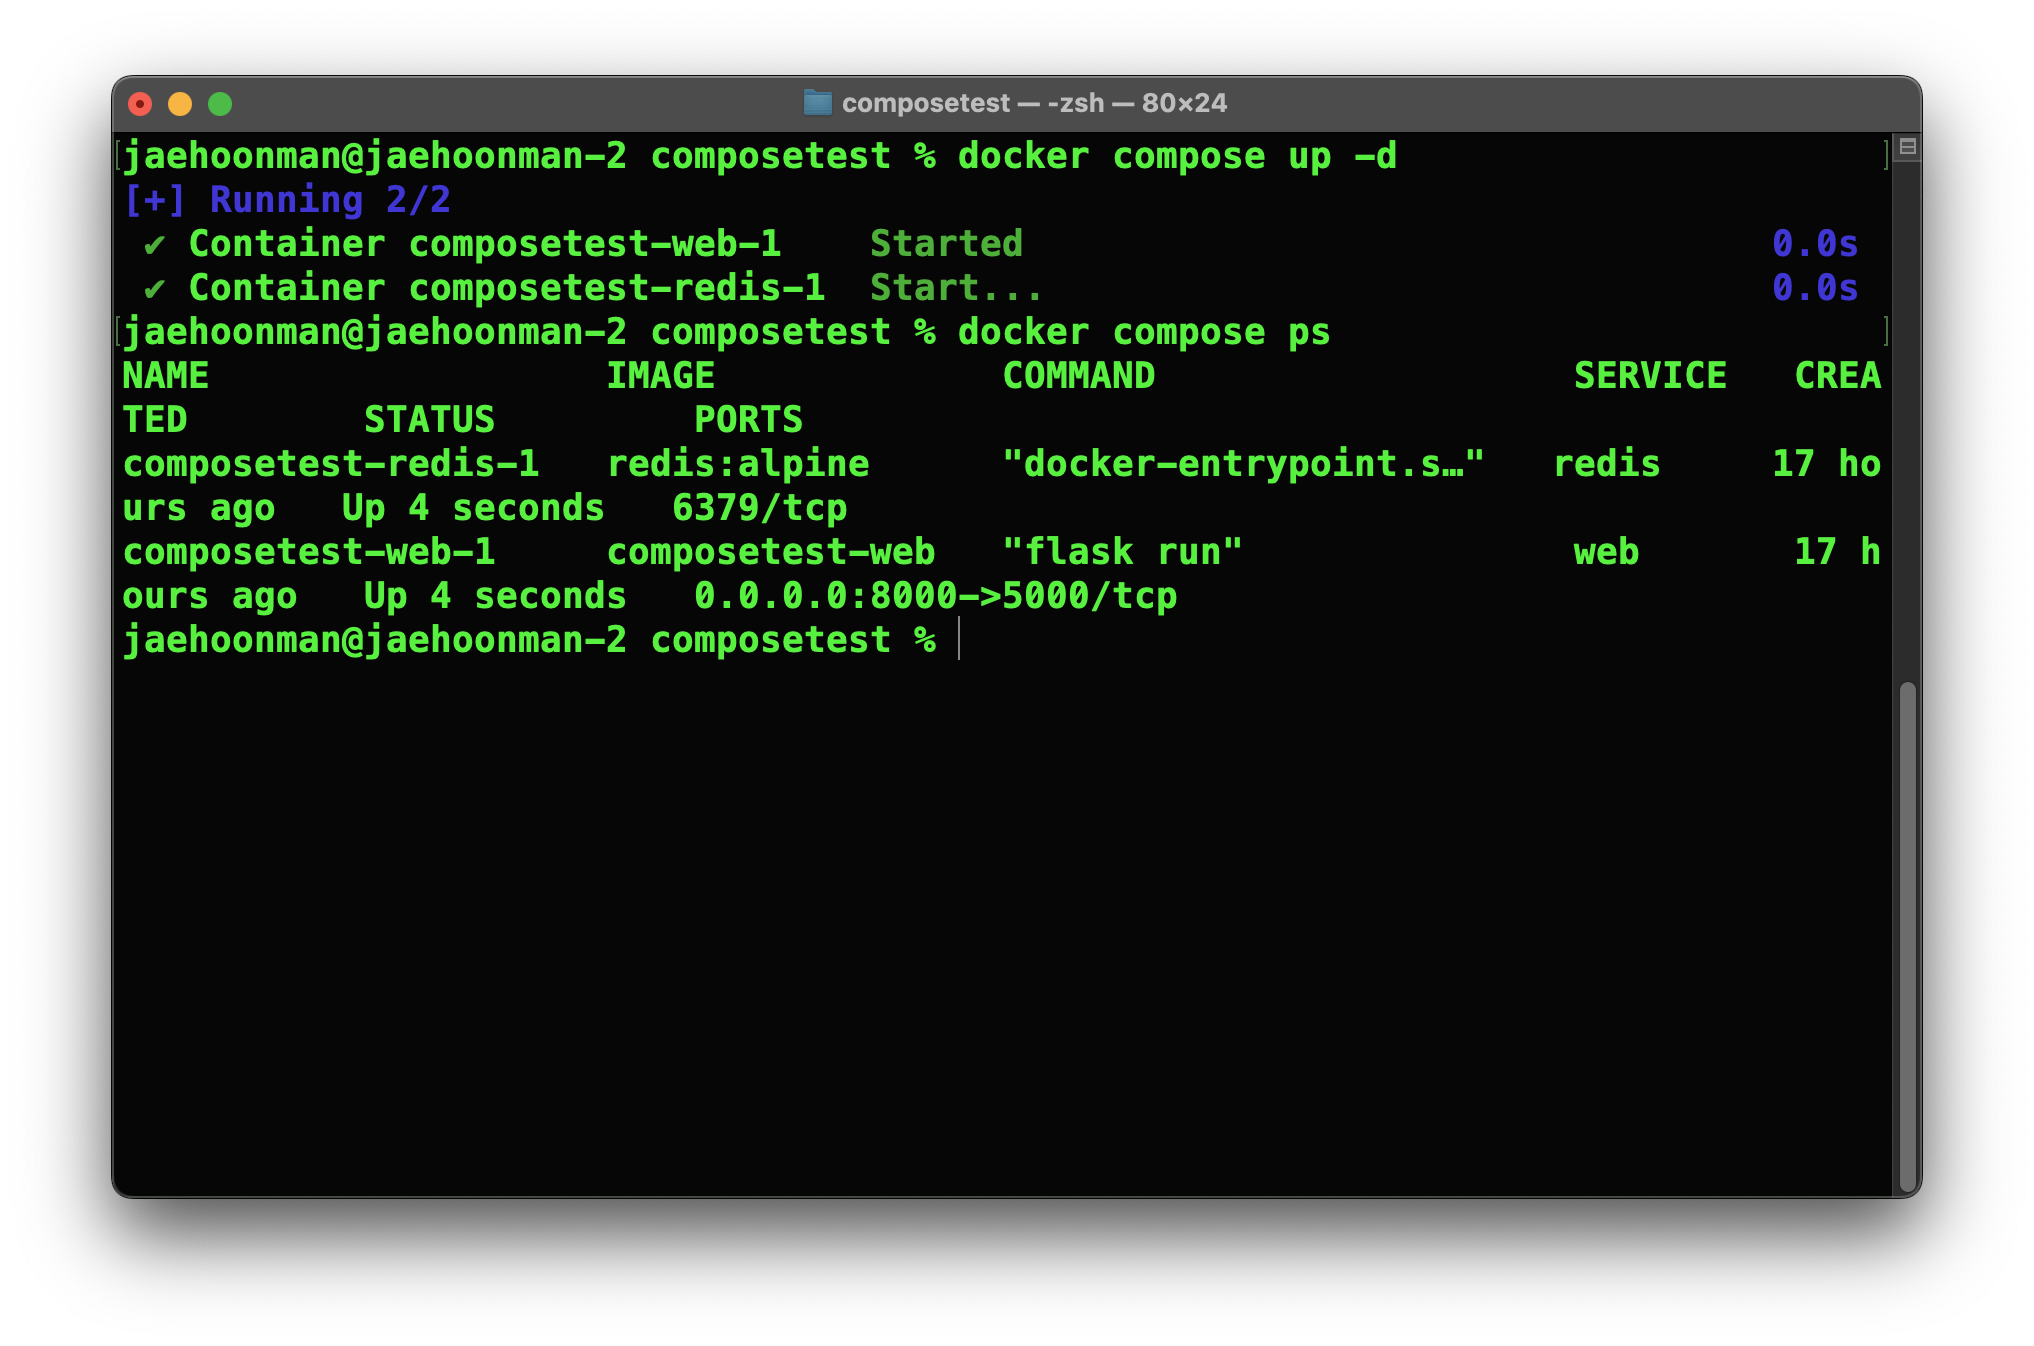 composetest — -zsh — 80×24
jaehoonman@jaehoonman-2 composetest % docker compose up -d
[+] Running 2/2
✔ Container composetest-web-1    Started                                  0.0s
✔ Container composetest-redis-1  Start...                                 0.0s
jaehoonman@jaehoonman-2 composetest % docker compose ps
NAME                  IMAGE             COMMAND                   SERVICE   CREA
TED        STATUS         PORTS
composetest-redis-1   redis:alpine      "docker-entrypoint.s…"   redis     17 ho
urs ago   Up 4 seconds   6379/tcp
composetest-web-1     composetest-web   "flask run"               web       17 h
ours ago   Up 4 seconds   0.0.0.0:8000->5000/tcp
jaehoonman@jaehoonman-2 composetest %